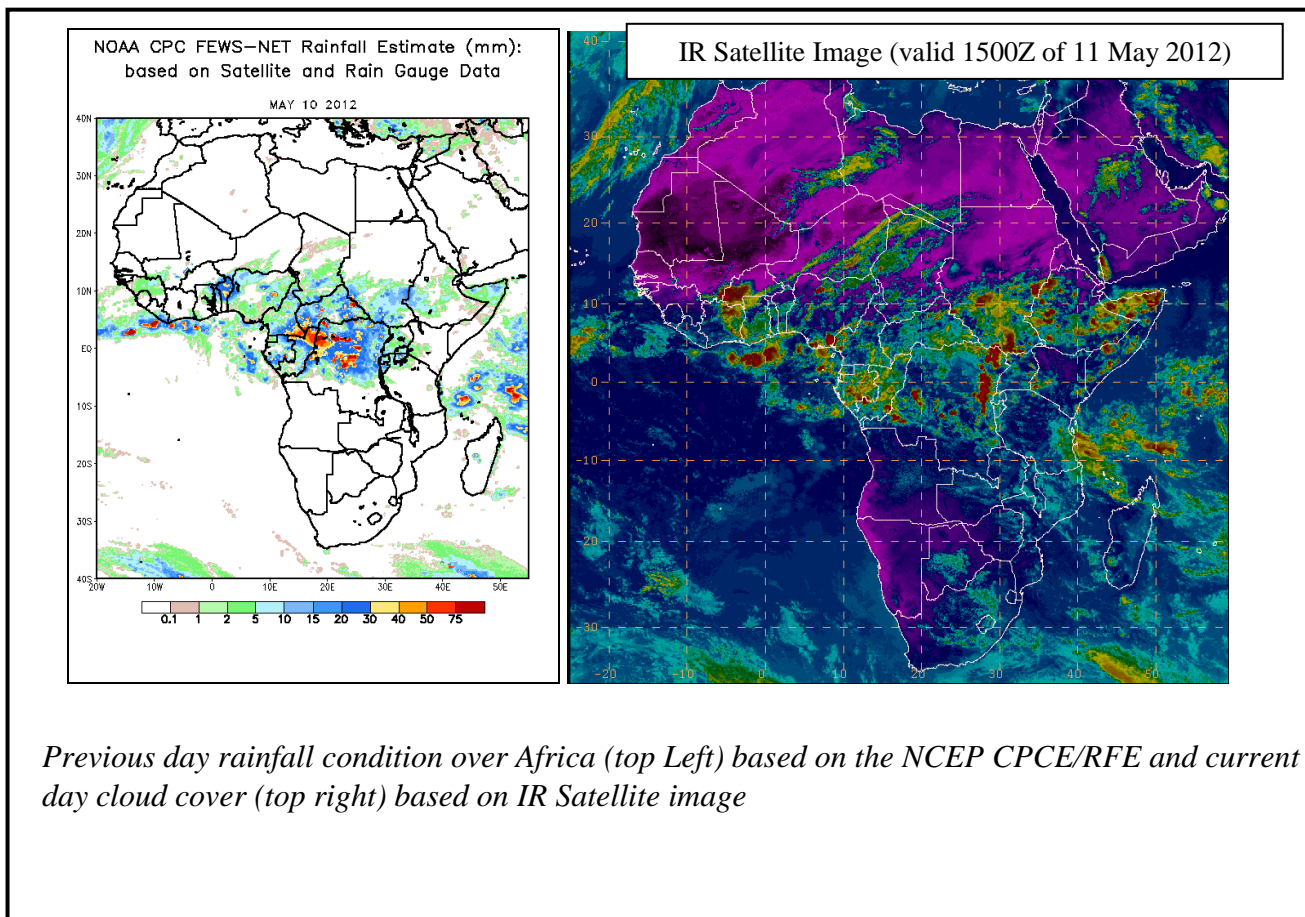 NOAA CPC FEWS-NET Rainfall Estimate (mm):
based on Satellite and Rain Gauge Data
MAY 10 2012
40N
30N
20N
10N
EQ
10S
20S
30S
40S
20W 10W 0 10E 20E 30E 40E 50E
0.1 1 2 5 10 15 20 30 40 50 75
IR Satellite Image (valid 1500Z of 11 May 2012)
40
30
20
10
0
-10
-20
-30
-20 -10 0 10 20 30 40 50
Previous day rainfall condition over Africa (top Left) based on the NCEP CPCE/RFE and current
day cloud cover (top right) based on IR Satellite image